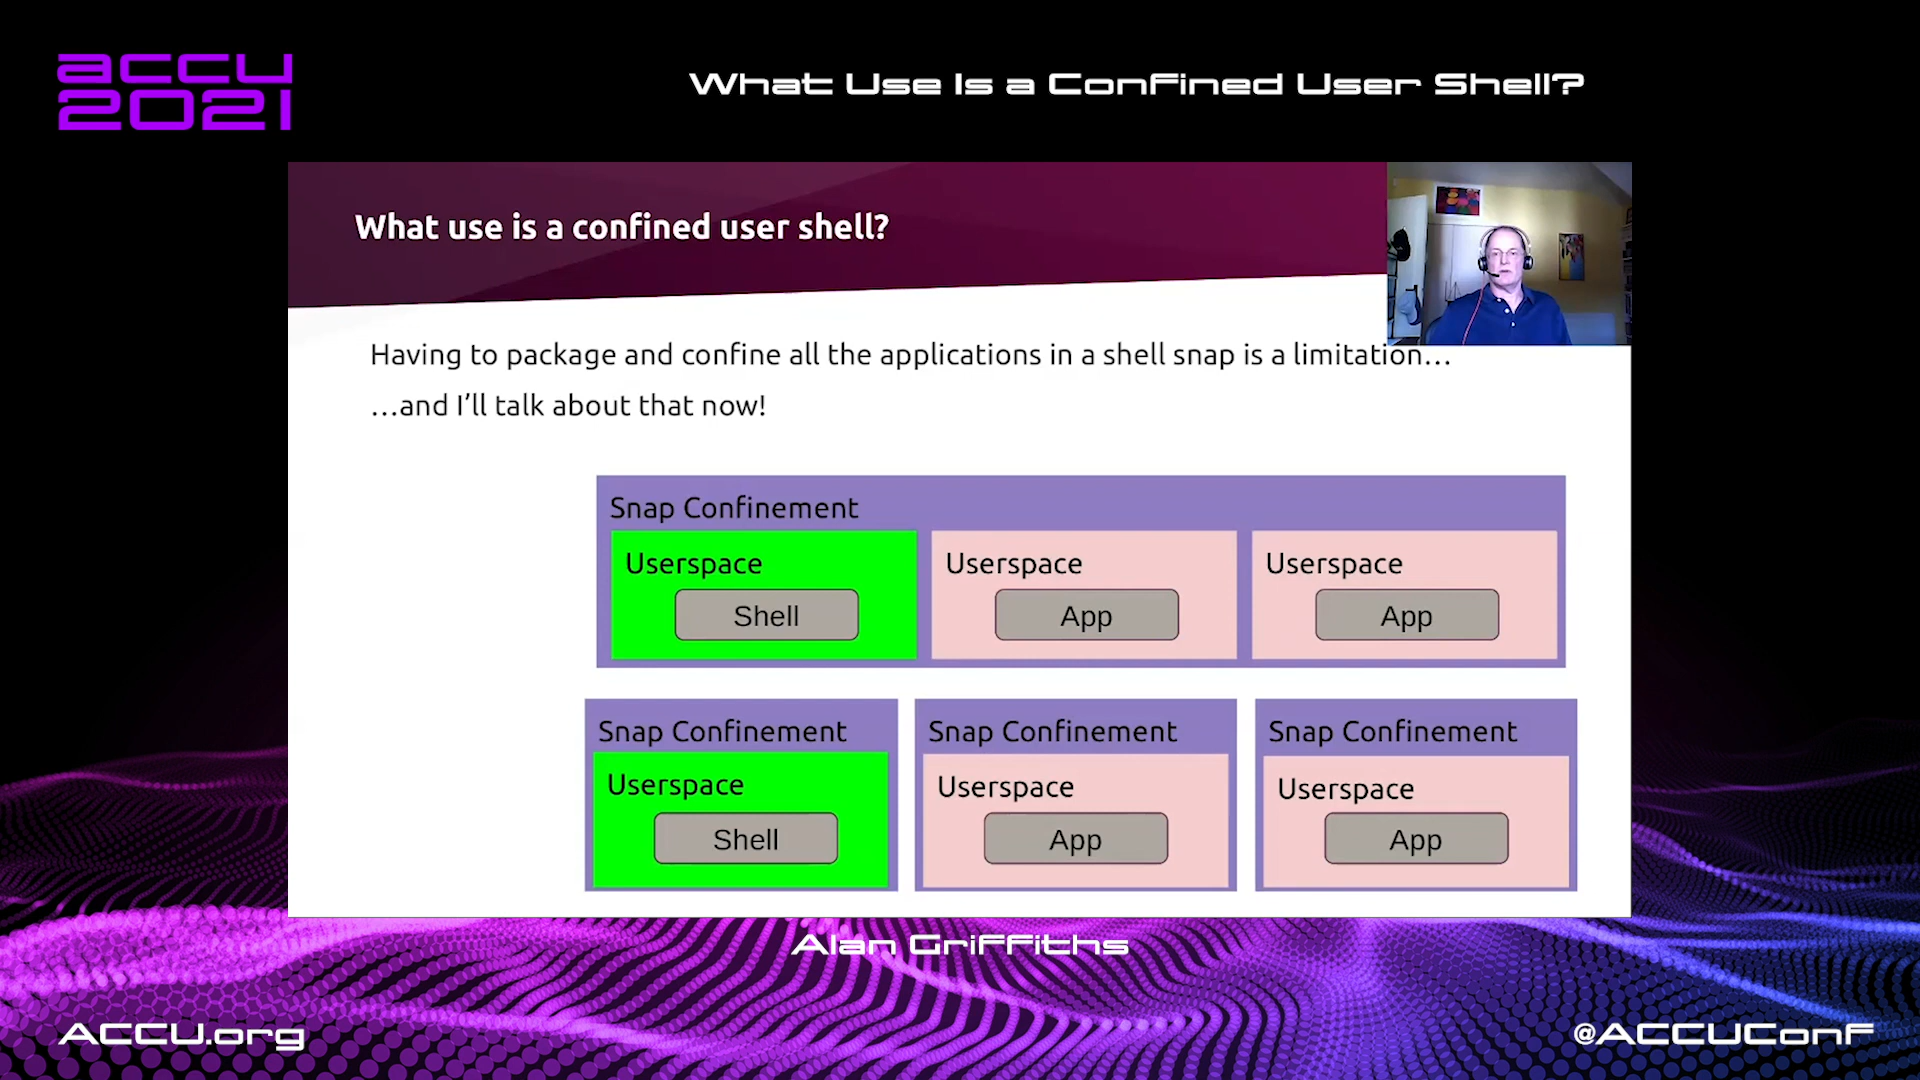 accu
2021
What Use Is a Confined User Shell?
What use is a confined user shell?
Having to package and confine all the applications in a shell snap is a limitation…
…and I’ll talk about that now!
Snap Confinement
Userspace Userspace Userspace
Shell App App
Snap Confinement Snap Confinement Snap Confinement
Userspace Userspace Userspace
Shell App App
Alan Griffiths
ACCU.org
@ACCUConf